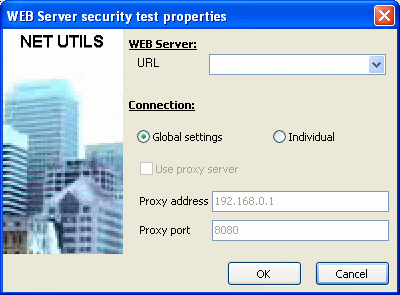 WEB Server security test properties
NET UTILS
WEB Server:
URL
Connection:
Global settings
Individual
Use proxy server
Proxy address 192.168.0.1
Proxy port 8080
OK
Cancel